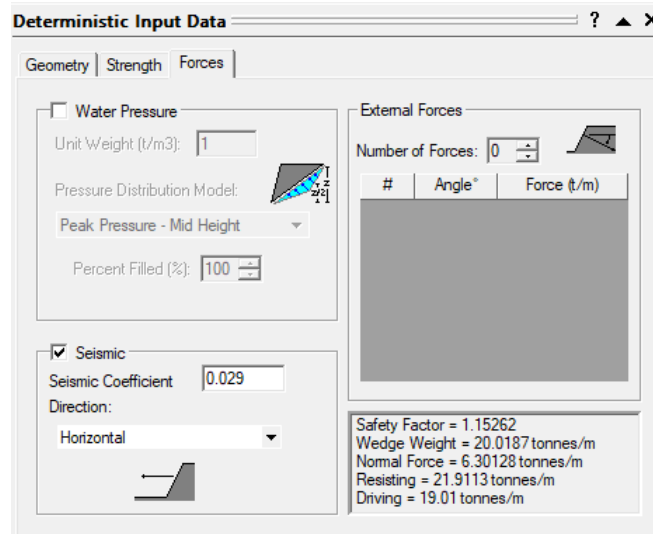 Deterministic Input Data ? ▲ X
Geometry Strength Forces
Water Pressure
Unit Weight (t/m3): 1
Pressure Distribution Model:
Peak Pressure - Mid Height
Percent Filled (%): 100
Seismic
Seismic Coefficient 0.029
Direction:
Horizontal
External Forces
Number of Forces: 0
# Angle° Force (t/m)
Safety Factor = 1.15262
Wedge Weight = 20.0187 tonnes/m
Normal Force = 6.30128 tonnes/m
Resisting = 21.9113 tonnes/m
Driving = 19.01 tonnes/m